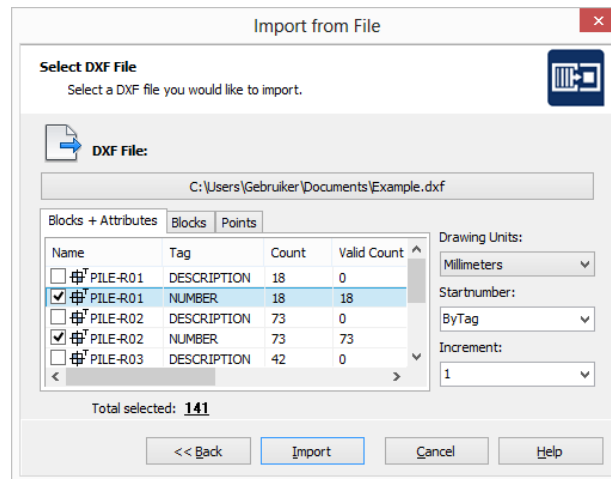 Import from File
Select DXF File
Select a DXF file you would like to import.
DXF File:
C:\Users\Gebruiker\Documents\Example.dxf
Blocks + Attributes Blocks Points
Name Tag Count Valid Count
PILE-R01 DESCRIPTION 18 0
PILE-R01 NUMBER 18 18
PILE-R02 DESCRIPTION 73 0
PILE-R02 NUMBER 73 73
PILE-R03 DESCRIPTION 42 0
Drawing Units:
Millimeters
Startnumber:
ByTag
Increment:
1
Total selected: 141
<< Back Import Cancel Help